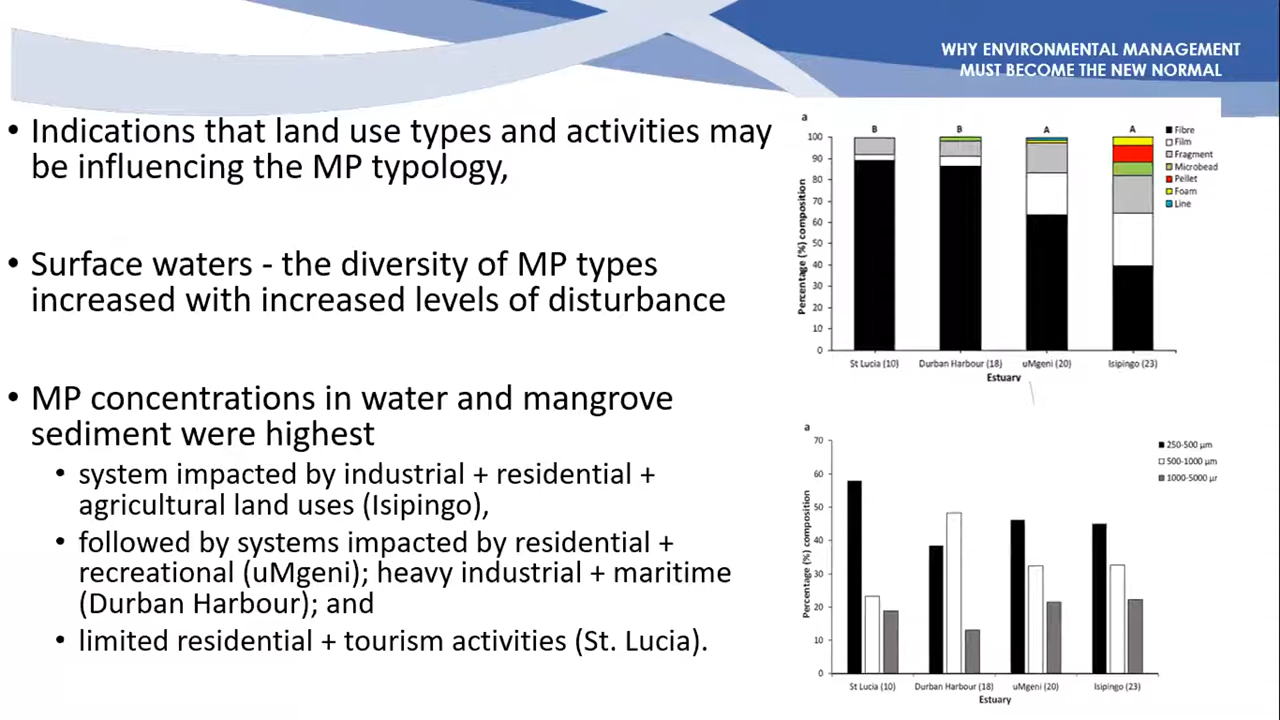 WHY ENVIRONMENTAL MANAGEMENT
MUST BECOME THE NEW NORMAL
• Indications that land use types and activities may
be influencing the MP typology,
• Surface waters - the diversity of MP types
increased with increased levels of disturbance
• MP concentrations in water and mangrove
sediment were highest
• system impacted by industrial + residential +
agricultural land uses (Isipingo),
• followed by systems impacted by residential +
recreational (uMgeni); heavy industrial + maritime
(Durban Harbour); and
• limited residential + tourism activities (St. Lucia).
a
B B A A
100
90
80
70
60
50
40
30
20
10
0
Percentage (%) composition
St Lucia (10) Durban Harbour (18) uMgeni (20) Isipingo (23)
Estuary
Fibre
Film
Fragment
Microbead
Pellet
Foam
Line
a
70
60
50
40
30
20
10
0
Percentage (%) composition
St Lucia (10) Durban Harbour (18) uMgeni (20) Isipingo (23)
Estuary
250-500 µm
500-1000 µm
1000-5000 µr